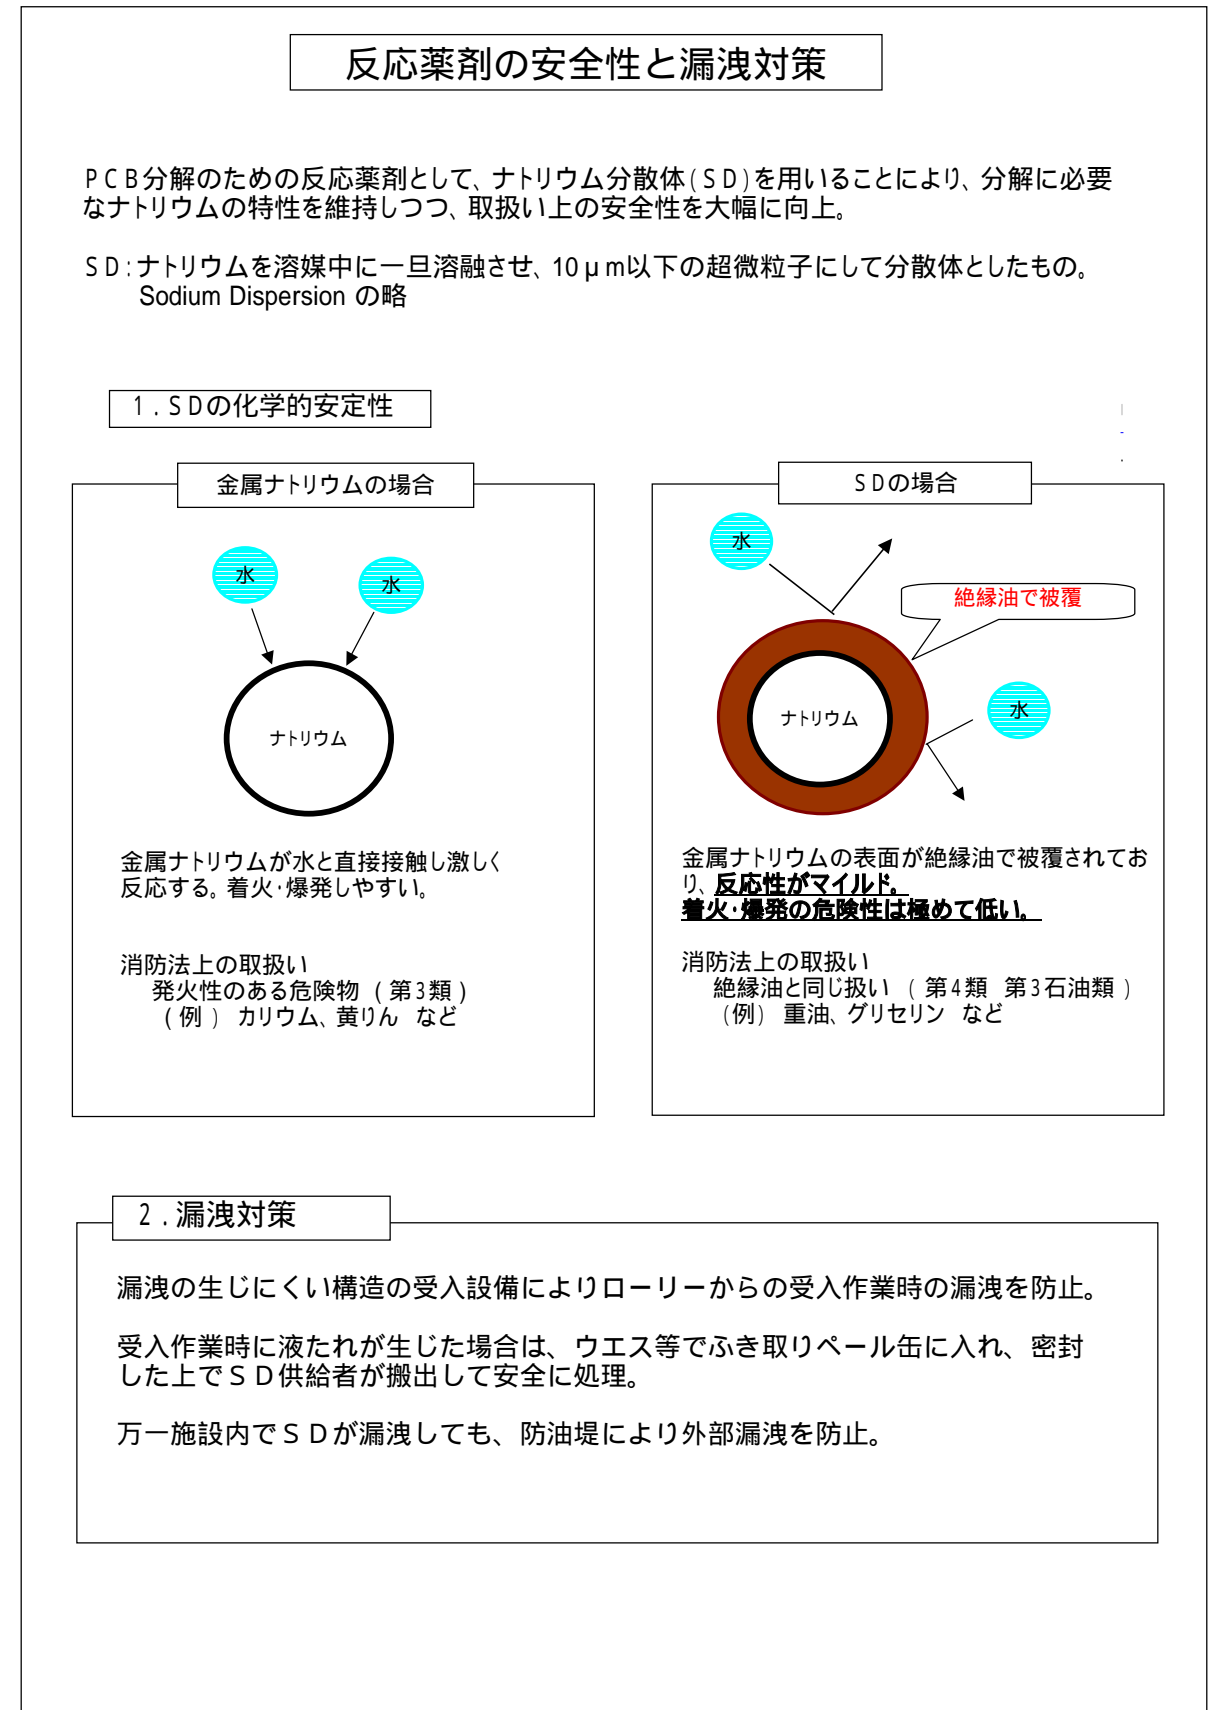 反応薬剤の安全性と漏洩対策
PCB分解のための反応薬剤として、ナトリウム分散体(SD)を用いることにより、分解に必要
なナトリウムの特性を維持しつつ、取扱い上の安全性を大幅に向上。
SD:ナトリウムを溶媒中に一旦溶融させ、10μm以下の超微粒子にして分散体としたもの。
Sodium Dispersion の略
1.SDの化学的安定性
金属ナトリウムの場合
水
水
ナトリウム
金属ナトリウムが水と直接接触し激しく
反応する。着火・爆発しやすい。
消防法上の取扱い
発火性のある危険物 (第3類)
(例) カリウム、黄りん など
SDの場合
水
絶縁油で被覆
水
ナトリウム
金属ナトリウムの表面が絶縁油で被覆されてお
り、反応性がマイルド。
着火・爆発の危険性は極めて低い。
消防法上の取扱い
絶縁油と同じ扱い (第4類 第3石油類)
(例) 重油、グリセリン など
2.漏洩対策
漏洩の生じにくい構造の受入設備によりローリーからの受入作業時の漏洩を防止。
受入作業時に液たれが生じた場合は、ウエス等でふき取りペール缶に入れ、密封
した上でSD供給者が搬出して安全に処理。
万一施設内でSDが漏洩しても、防油堤により外部漏洩を防止。